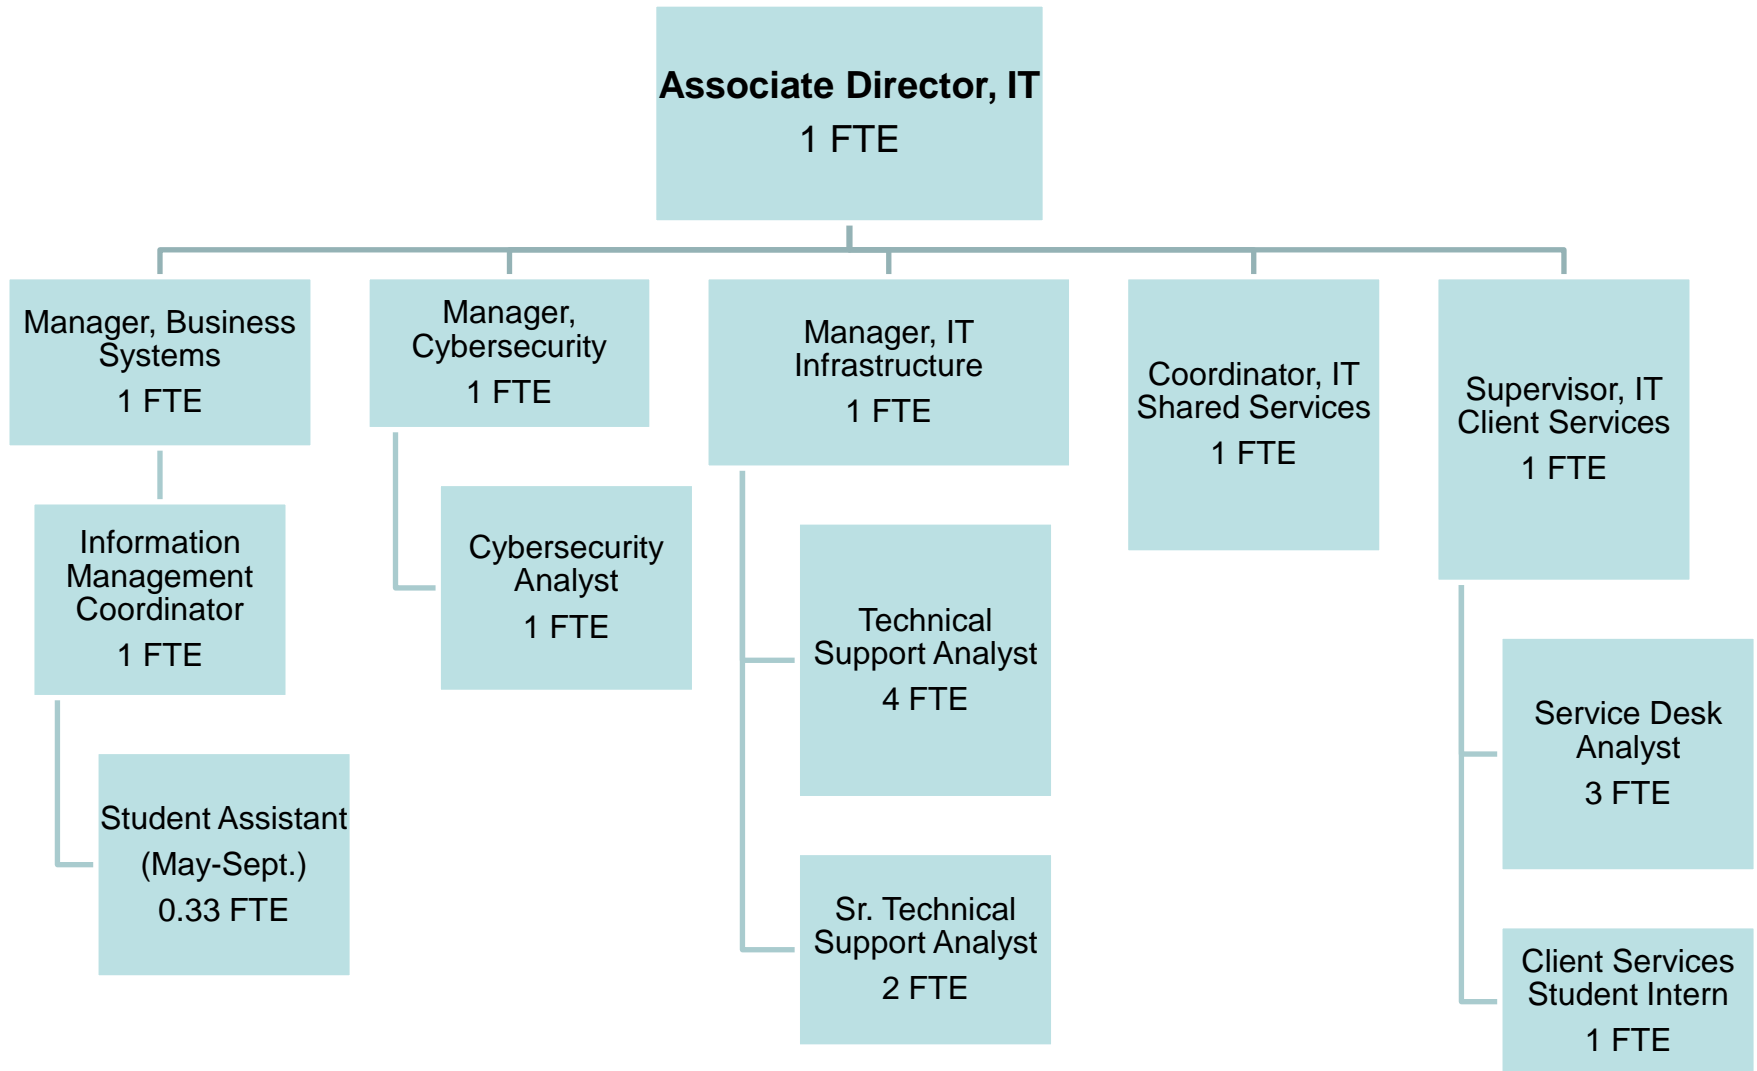 Associate Director, IT
1 FTE
Manager, Business
Systems
1 FTE
Manager,
Cybersecurity
1 FTE
Manager, IT
Infrastructure
1 FTE
Coordinator, IT
Shared Services
1 FTE
Supervisor, IT
Client Services
1 FTE
Information
Management
Coordinator
1 FTE
Student Assistant
(May-Sept.)
0.33 FTE
Cybersecurity
Analyst
1 FTE
Technical
Support Analyst
4 FTE
Sr. Technical
Support Analyst
2 FTE
Service Desk
Analyst
3 FTE
Client Services
Student Intern
1 FTE